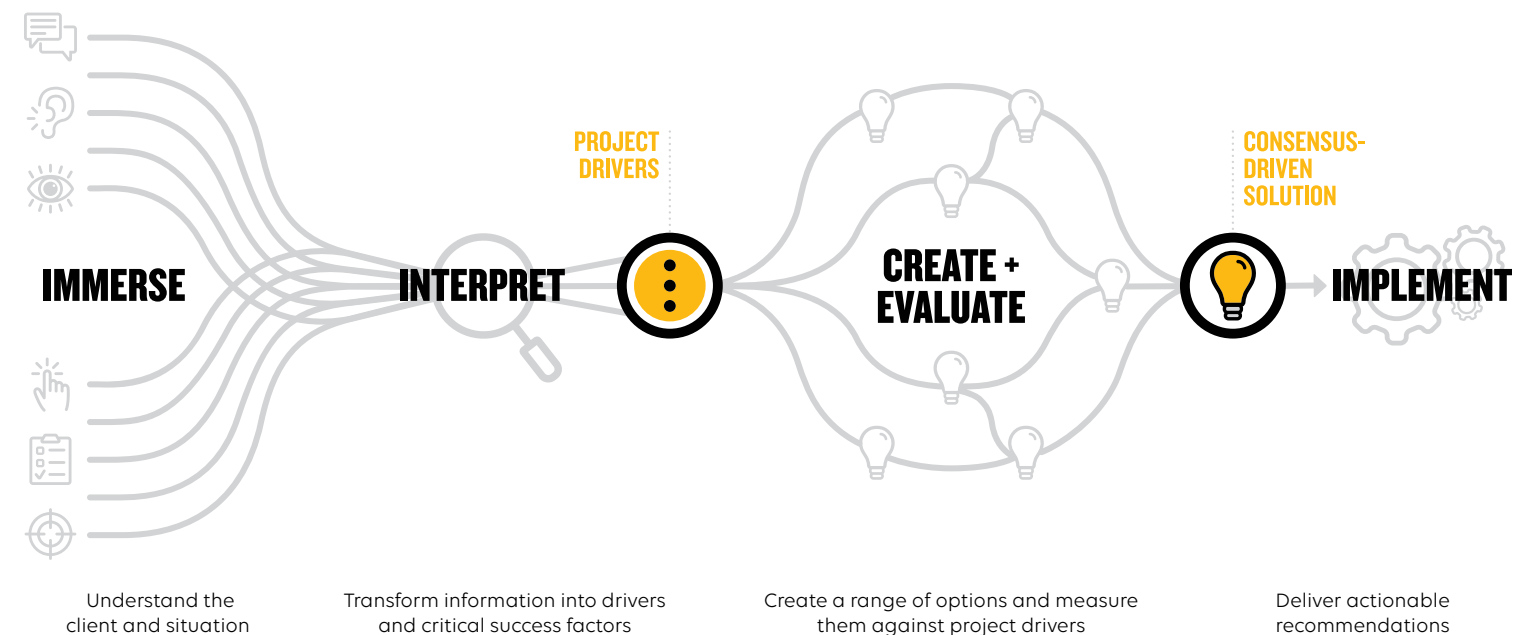 PROJECT
DRIVERS
CONSENSUS-
DRIVEN
SOLUTION
IMMERSE
INTERPRET
CREATE +
EVALUATE
IMPLEMENT
Understand the
client and situation
Transform information into drivers
and critical success factors
Create a range of options and measure
them against project drivers
Deliver actionable
recommendations